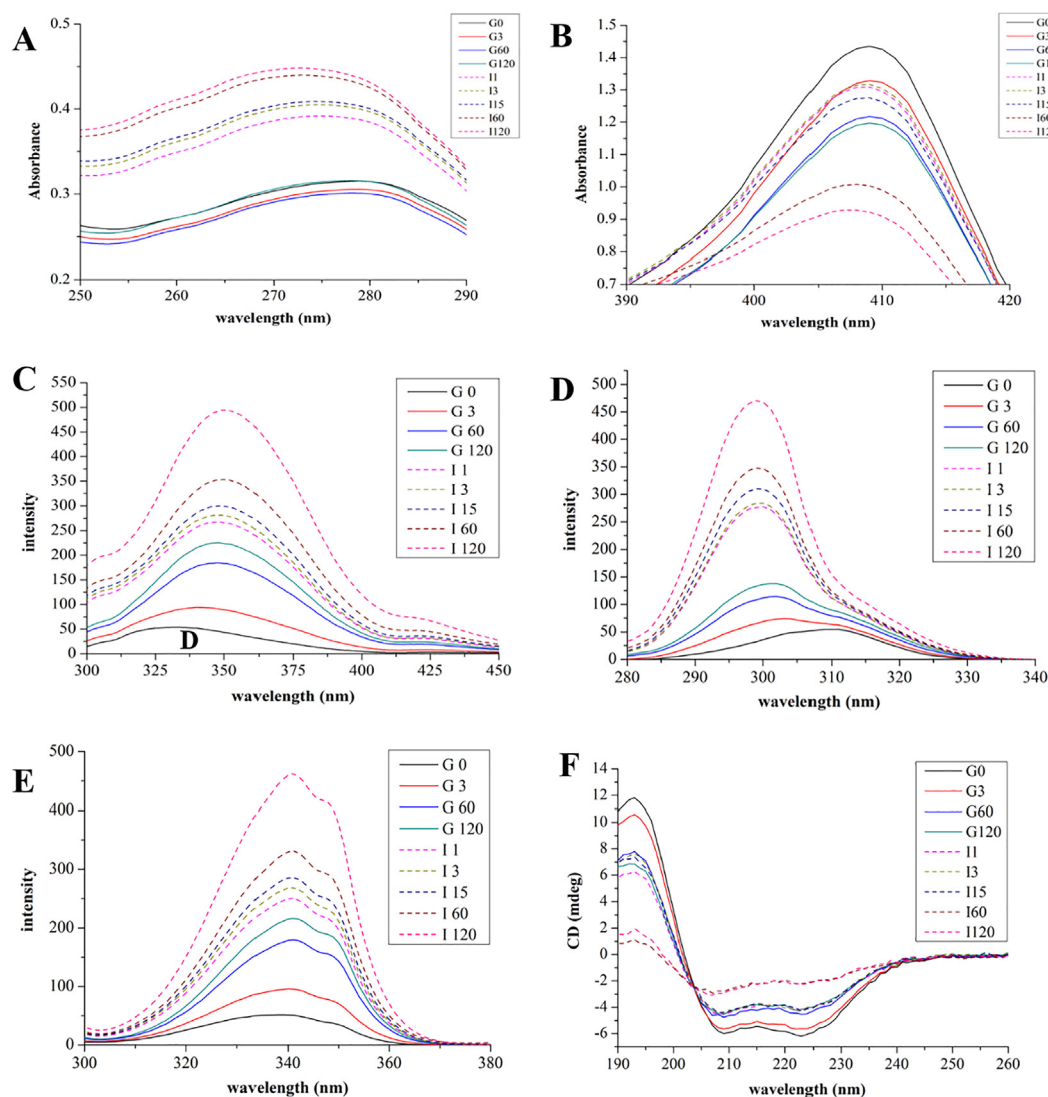 A
Absorbance
0.5
0.4
0.3
0.2
250 260 270 280 290
wavelength (nm)
G0
G3
G60
G120
I1
I3
I15
I60
I120
B
Absorbance
1.5
1.4
1.3
1.2
1.1
1.0
0.9
0.8
0.7
390 400 410 420
wavelength (nm)
G0
G3
I1
I3
I15
I60
I120
C
intensity
550
500
450
400
350
300
250
200
150
100
50
0
300 325 350 375 400 425 450
wavelength (nm)
D
G 0
G 3
G 60
G 120
I 1
I 3
I 15
I 60
I 120
D
intensity
500
450
400
350
300
250
200
150
100
50
0
280 290 300 310 320 330 340
wavelength (nm)
G 0
G 3
G 60
G 120
I 1
I 3
I 15
I 60
I 120
E
intensity
500
400
300
200
100
0
300 320 340 360 380
wavelength (nm)
G 0
G 3
G 60
G 120
I 1
I 3
I 15
I 60
I 120
F
CD (mdeg)
14
12
10
8
6
4
2
0
-2
-4
-6
190 200 210 220 230 240 250 260
wavelength (nm)
G0
G3
G60
G120
I1
I3
I15
I60
I120